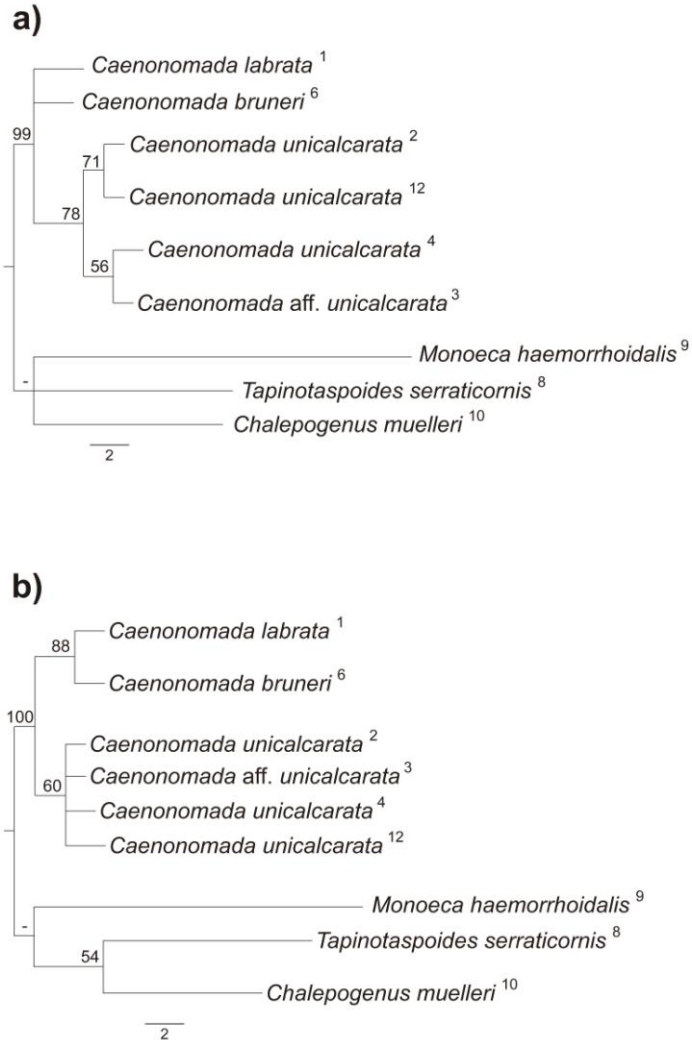 a)
Caenonomada labrata 1
Caenonomada bruneri 6
99
Caenonomada unicalcarata 2
71
Caenonomada unicalcarata 12
78
Caenonomada unicalcarata 4
56
Caenonomada aff. unicalcarata 3
Monoeca haemorrhoidalis 9
-
Tapinotaspoides serraticornis 8
Chalepogenus muelleri 10
2
b)
Caenonomada labrata 1
88
Caenonomada bruneri 6
100
Caenonomada unicalcarata 2
Caenonomada aff. unicalcarata 3
60
Caenonomada unicalcarata 4
Caenonomada unicalcarata 12
Monoeca haemorrhoidalis 9
-
Tapinotaspoides serraticornis 8
54
Chalepogenus muelleri 10
2